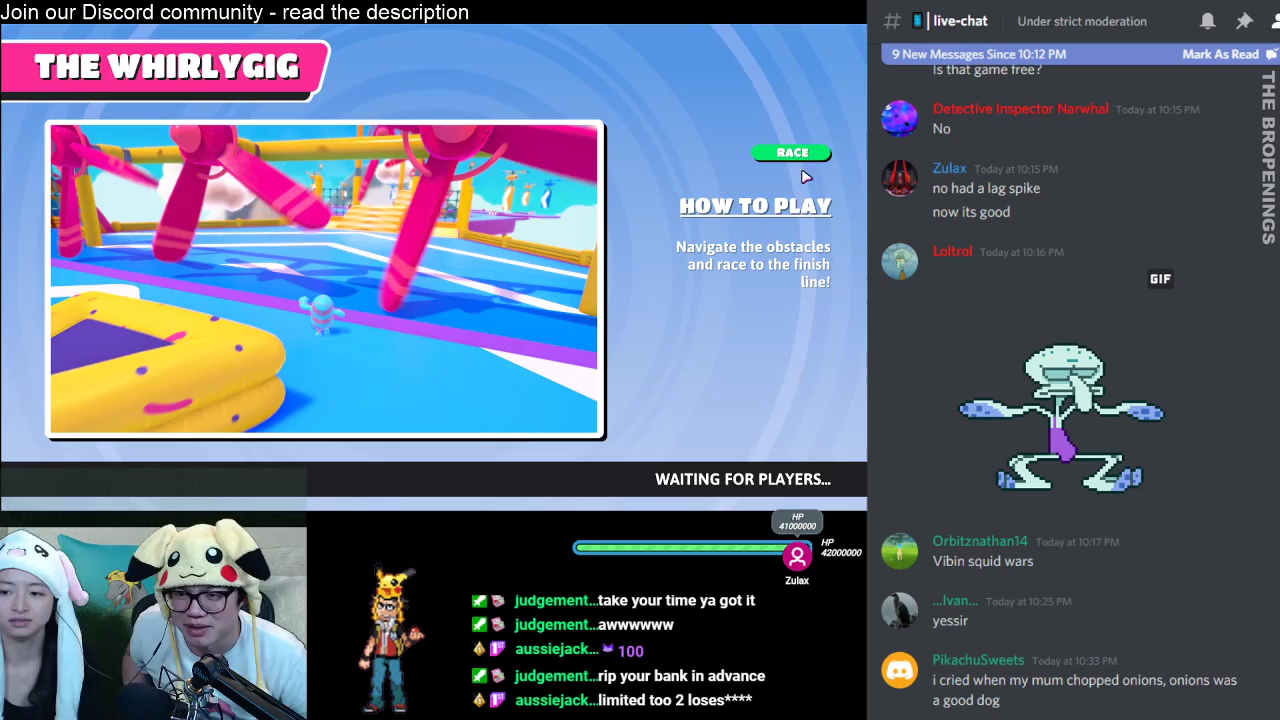 Join our Discord community - read the description
THE WHIRLYGIG
RACE
HOW TO PLAY
Navigate the obstacles
and race to the finish
line!
WAITING FOR PLAYERS...
HP
41000000
HP
42000000
Zulax
judgement...take your time ya got it
judgement...awwwwww
aussiejack... 100
judgement...rip your bank in advance
aussiejack...limited too 2 loses****
# | live-chat Under strict moderation
9 New Messages Since 10:12 PM Mark As Read
Is that game free?
Detective Inspector Narwhal Today at 10:15 PM
No
Zulax Today at 10:15 PM
no had a lag spike
now its good
Loltrol Today at 10:16 PM
GIF
Orbitznathan14 Today at 10:17 PM
Vibin squid wars
...Ivan... Today at 10:25 PM
yessir
PikachuSweets Today at 10:33 PM
i cried when my mum chopped onions, onions was
a good dog
THE BROPENINGS